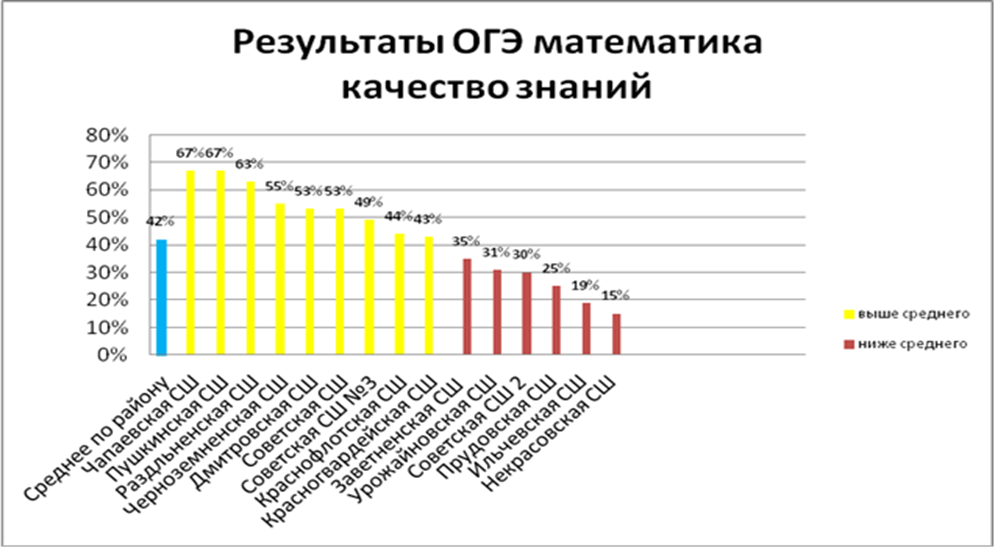 Результаты ОГЭ математика
качество знаний
80%
70%
60%
50%
40%
30%
20%
10%
0%
42%
67%
67%
63%
55%
53%
53%
49%
44%
43%
35%
31%
30%
25%
19%
15%
Среднее по району
Чапаевская СШ
Пушкинская СШ
Раздльненская СШ
Черноземненская СШ
Дмитровская СШ
Советская СШ
Советская СШ №3
Краснофлотская СШ
Красногвардейская СШ
Заветненская СШ
Урожайновская СШ
Советская СШ 2
Прудовская СШ
Ильичевская СШ
Некрасовская СШ
выше среднего
ниже среднего